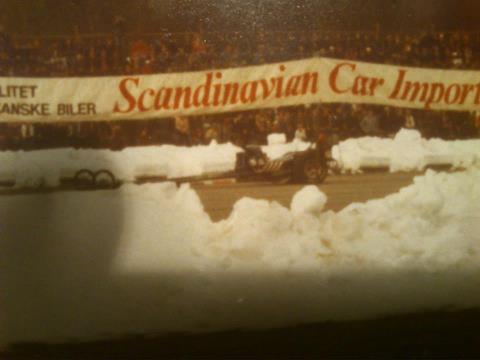 LITET
ANSKE BILER
Scandinavian Car Import